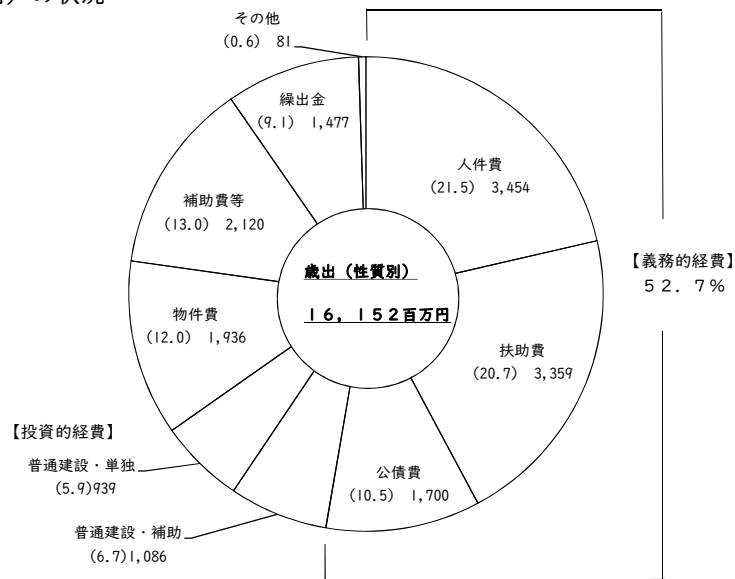 の状況
その他
(0.6) 81
繰出金
(9.1) 1,477
人件費
(21.5) 3,454
補助費等
(13.0) 2,120
歳出（性質別）
１６，１５２百万円
【義務的経費】
５２．７％
物件費
(12.0) 1,936
扶助費
(20.7) 3,359
【投資的経費】
普通建設・単独
(5.9)939
公債費
(10.5) 1,700
普通建設・補助
(6.7)1,086